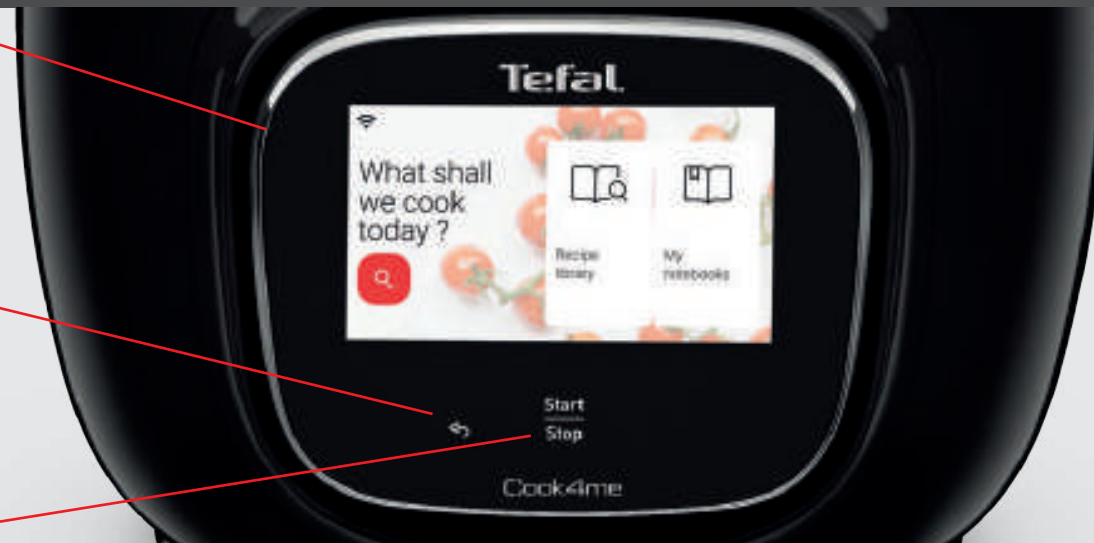 Tefal
What shall
we cook
today ?
Recipe
library
My
notebooks
Start
Stop
Cook4me